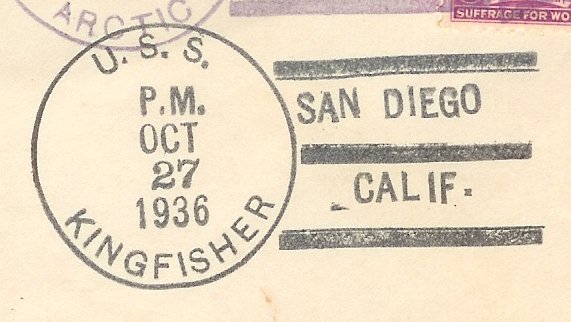 ARCTIC
SUFFRAGE FOR WO
U. S. S.
P.M.
OCT
27
1936
KINGFISHER
SAN DIEGO
CALIF.